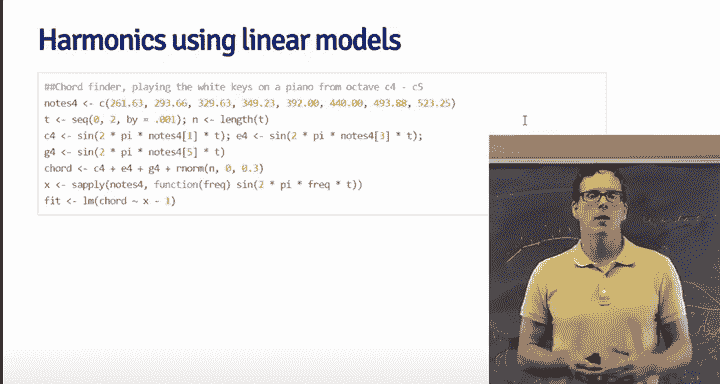 Harmonics using linear models
##Chord finder, playing the white keys on a piano from octave c4 - c5
notes4 <- c(261.63, 293.66, 329.63, 349.23, 392.00, 440.00, 493.88, 523.25)
t <- seq(0, 2, by = .001); n <- length(t)
c4 <- sin(2 * pi * notes4[1] * t); e4 <- sin(2 * pi * notes4[3] * t);
g4 <- sin(2 * pi * notes4[5] * t)
chord <- c4 + e4 + g4 + rnorm(n, 0, 0.3)
x <- sapply(notes4, function(freq) sin(2 * pi * freq * t))
fit <- lm(chord ~ x - 1)